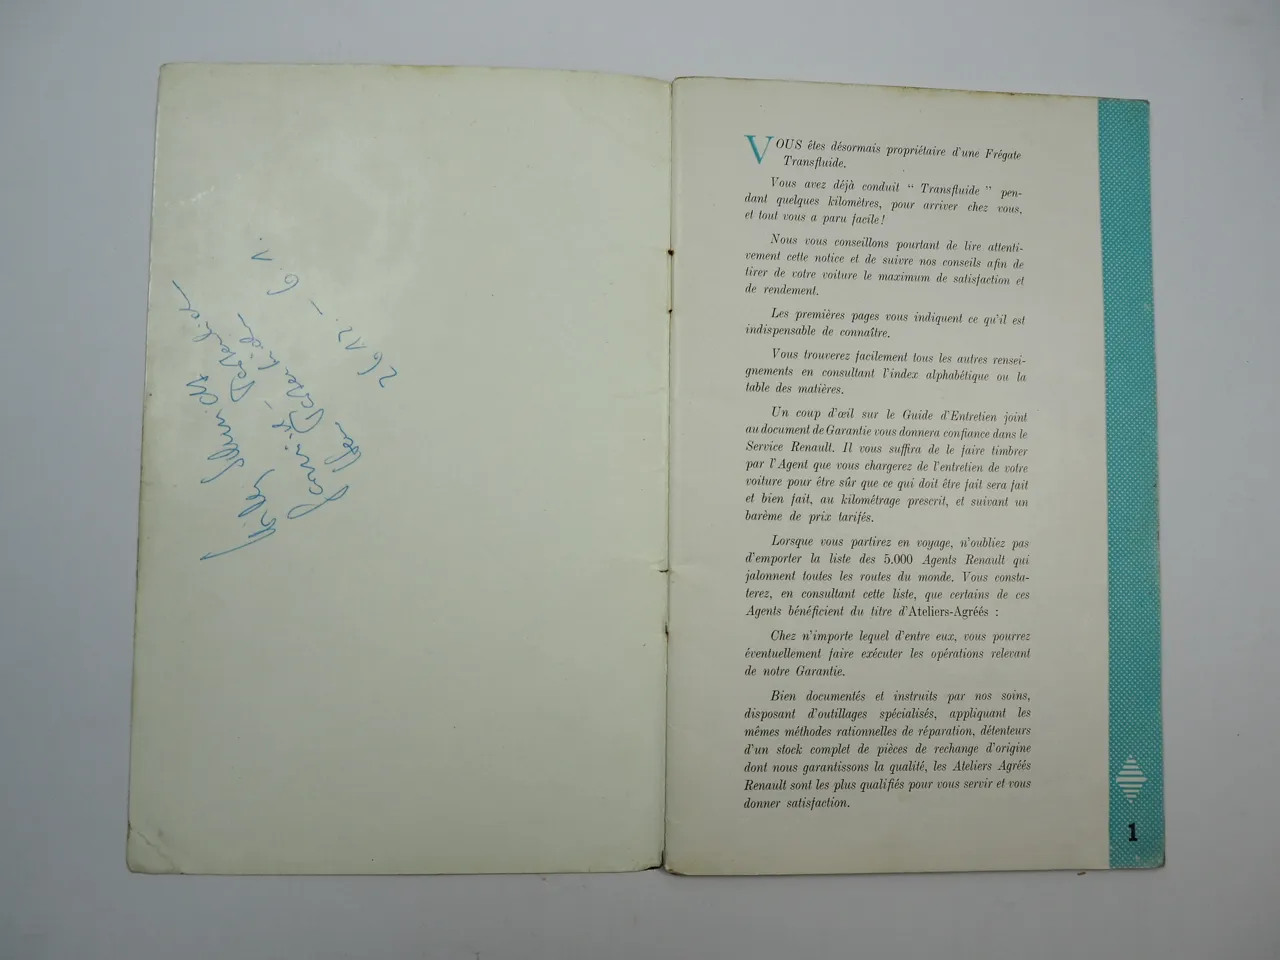 Willy Schmidt
26.12. – 6.1.
VOUS êtes désormais propriétaire d'une Frégate
Transfluide.
Vous avez déjà conduit “ Transfluide ” pen-
dant quelques kilomètres, pour arriver chez vous,
et tout vous a paru facile!
Nous vous conseillons pourtant de lire attenti-
vement cette notice et de suivre nos conseils afin de
tirer de votre voiture le maximum de satisfaction et
de rendement.
Les premières pages vous indiquent ce qu'il est
indispensable de connaître.
Vous trouverez facilement tous les autres rensei-
gnements en consultant l'index alphabétique ou la
table des matières.
Un coup d'œil sur le Guide d'Entretien joint
au document de Garantie vous donnera confiance dans le
Service Renault. Il vous suffira de le faire timbrer
par l'Agent que vous chargerez de l'entretien de votre
voiture pour être sûr que ce qui doit être fait sera fait
et bien fait, au kilométrage prescrit, et suivant un
barème de prix tarifés.
Lorsque vous partirez en voyage, n'oubliez pas
d'emporter la liste des 5.000 Agents Renault qui
jalonnent toutes les routes du monde. Vous consta-
terez, en consultant cette liste, que certains de ces
Agents bénéficient du titre d'Ateliers-Agréés :
Chez n'importe lequel d'entre eux, vous pourrez
éventuellement faire exécuter les opérations relevant
de notre Garantie.
Bien documentés et instruits par nos soins,
disposant d'outillages spécialisés, appliquant les
mêmes méthodes rationnelles de réparation, détenteurs
d'un stock complet de pièces de rechange d'origine
dont nous garantissons la qualité, les Ateliers Agréés
Renault sont les plus qualifiés pour vous servir et vous
donner satisfaction.
1